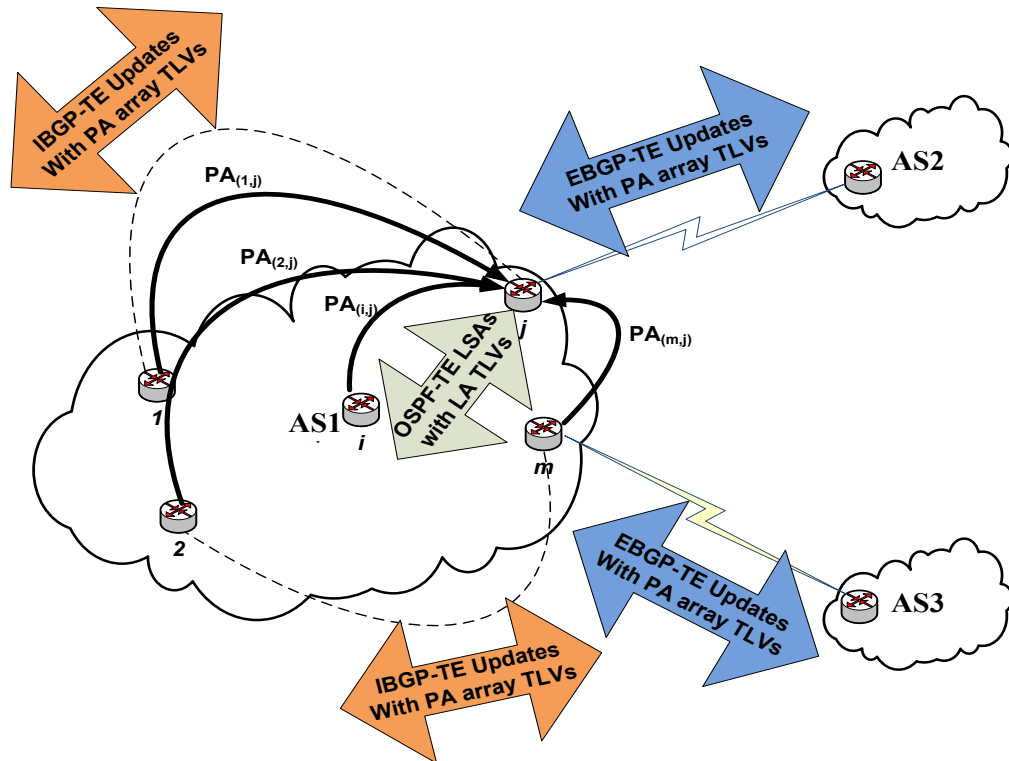 IBGP-TE Updates
With PA array TLVs
EBGP-TE Updates
With PA array TLVs
AS2
PA(1,j)
PA(2,j)
PA(i,j)
j
PA(m,j)
OSPF-TE LSAs
with LA TLVs
1
AS1
i
m
2
EBGP-TE Updates
With PA array TLVs
AS3
IBGP-TE Updates
With PA array TLVs